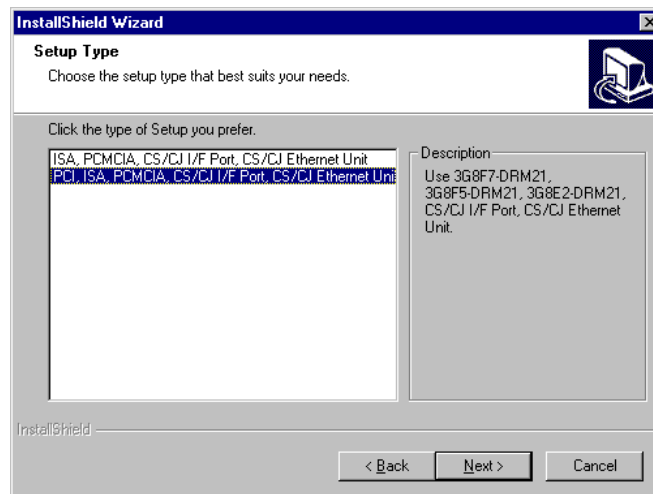 InstallShield Wizard
Setup Type
Choose the setup type that best suits your needs.
Click the type of Setup you prefer.
ISA, PCMCIA, CS/CJ I/F Port, CS/CJ Ethernet Unit
PCI, ISA, PCMCIA, CS/CJ I/F Port, CS/CJ Ethernet Uni
Description
Use 3G8F7-DRM21,
3G8F5-DRM21, 3G8E2-DRM21,
CS/CJ I/F Port, CS/CJ Ethernet
Unit.
InstallShield
< Back
Next >
Cancel